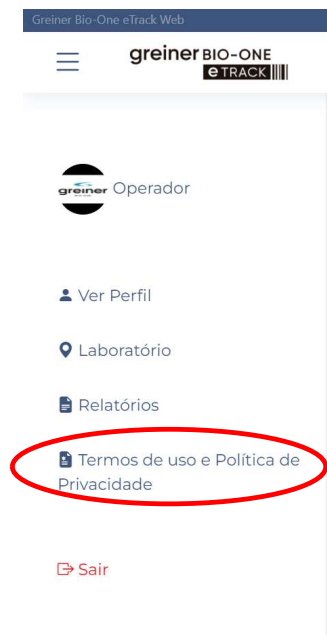 Greiner Bio-One eTrack Web
greiner BIO-ONE
eTRACK
greiner
Operador
Ver Perfil
Laboratório
Relatórios
Termos de uso e Política de
Privacidade
Sair